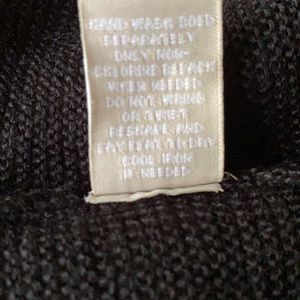 HAND WASH COLD
SEPARATELY
ONLY NON-
CHLORINE BLEACH
WHEN NEEDED
DO NOT WRING
OR TWIST
RESHAPE AND
LAY FLAT TO DRY
COOL IRON
IF NEEDED